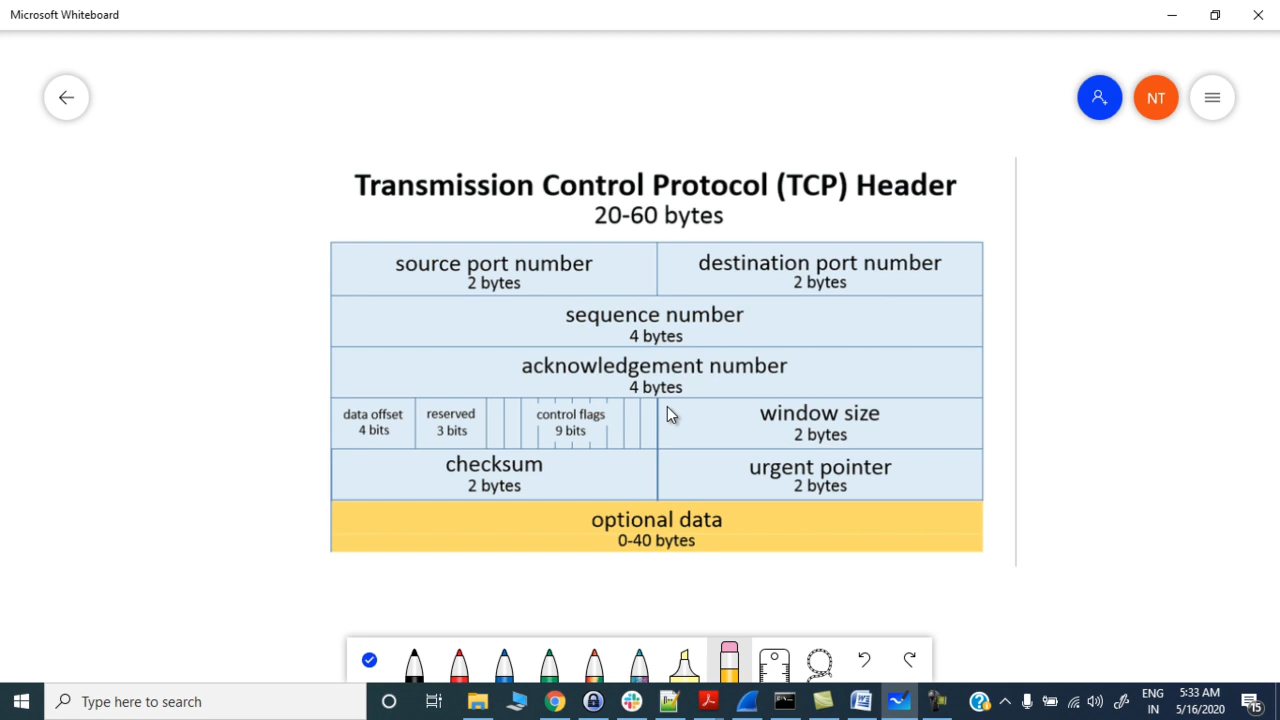 Microsoft Whiteboard
NT
Transmission Control Protocol (TCP) Header
20-60 bytes
source port number
2 bytes
destination port number
2 bytes
sequence number
4 bytes
acknowledgement number
4 bytes
data offset
4 bits
reserved
3 bits
control flags
9 bits
window size
2 bytes
checksum
2 bytes
urgent pointer
2 bytes
optional data
0-40 bytes
Type here to search
ENG
IN
5:33 AM
5/16/2020
15